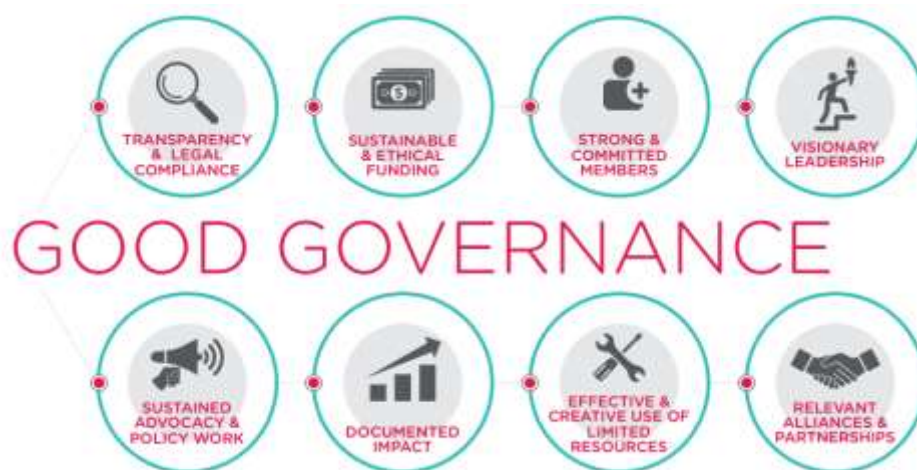 TRANSPARENCY
& LEGAL
COMPLIANCE
SUSTAINABLE
& ETHICAL
FUNDING
STRONG &
COMMITTED
MEMBERS
VISIONARY
LEADERSHIP
GOOD GOVERNANCE
SUSTAINED
ADVOCACY &
POLICY WORK
DOCUMENTED
IMPACT
EFFECTIVE &
CREATIVE USE OF
LIMITED
RESOURCES
RELEVANT
ALLIANCES &
PARTNERSHIPS